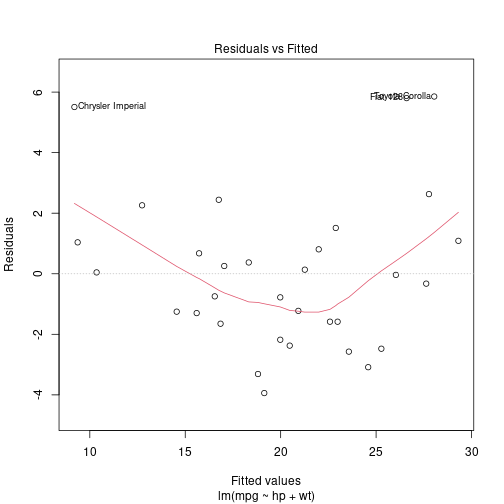 Residuals vs Fitted
Chrysler Imperial
Fiat 128
Toyota Corolla
6
4
2
0
-2
-4
Residuals
10 15 20 25 30
Fitted values
lm(mpg ~ hp + wt)